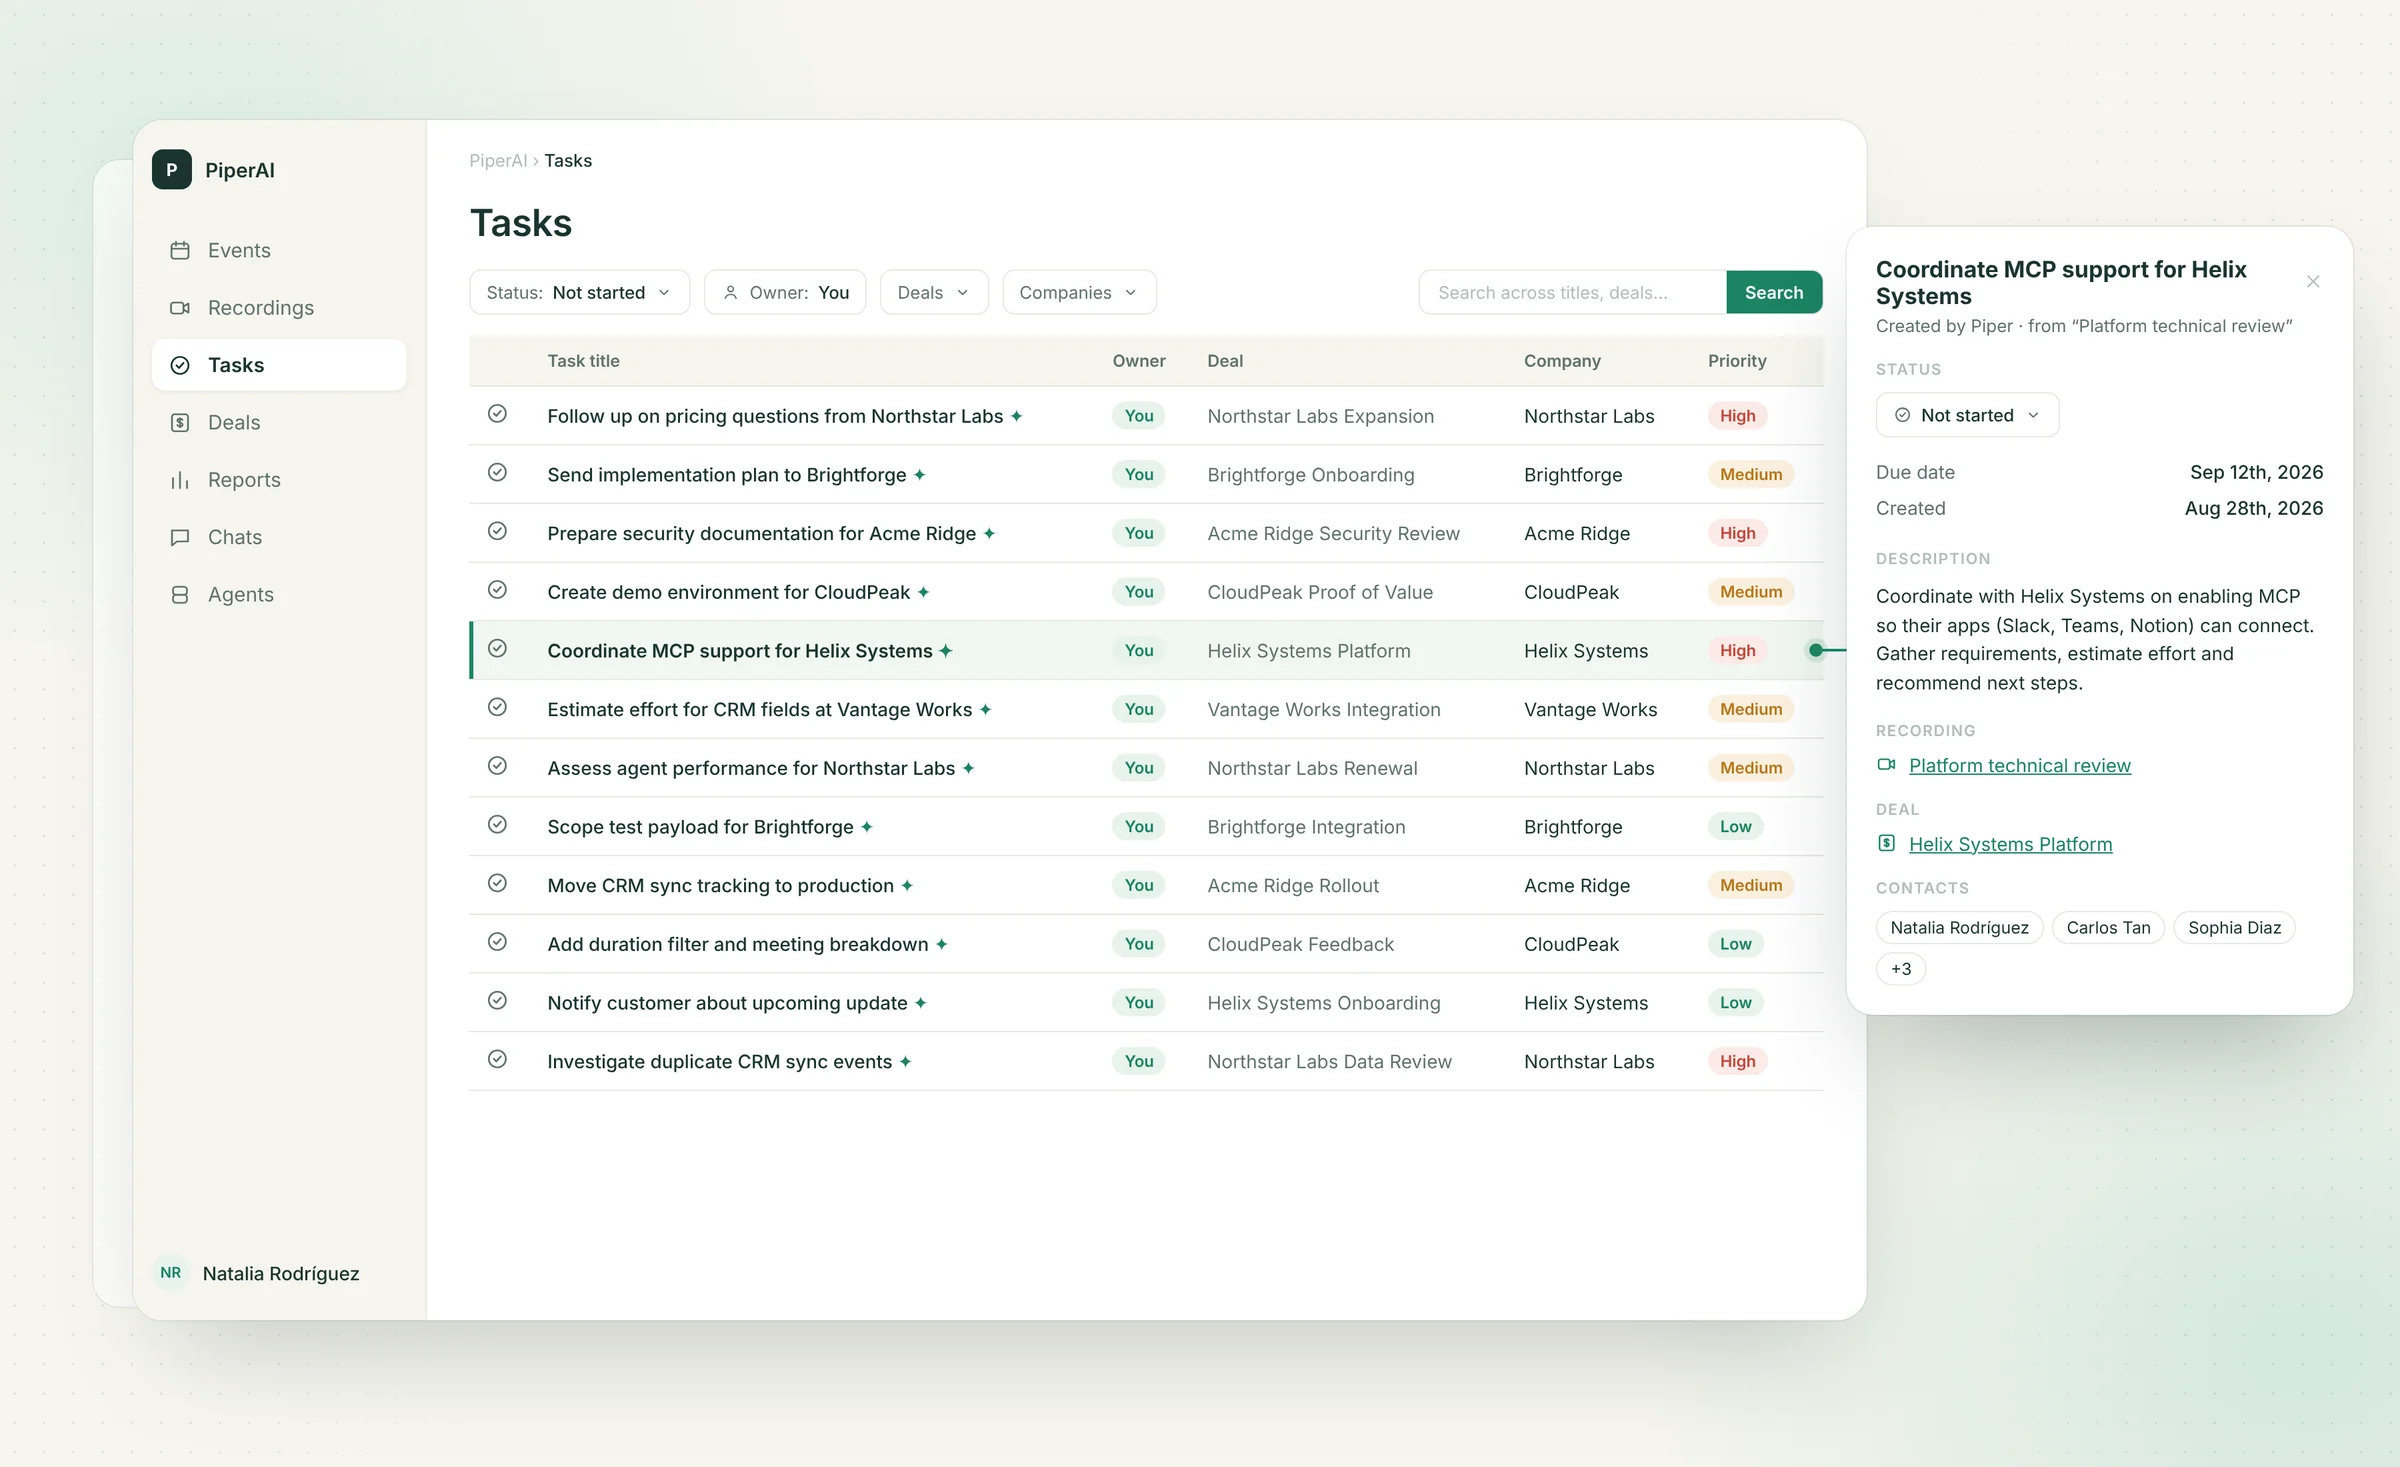 P PiperAI
Events
Recordings
Tasks
Deals
Reports
Chats
Agents
NR Natalia Rodríguez
PiperAI › Tasks
Tasks
Status: Not started
Owner: You
Deals
Companies
Search across titles, deals...
Search
Task title Owner Deal Company Priority
Follow up on pricing questions from Northstar Labs You Northstar Labs Expansion Northstar Labs High
Send implementation plan to Brightforge You Brightforge Onboarding Brightforge Medium
Prepare security documentation for Acme Ridge You Acme Ridge Security Review Acme Ridge High
Create demo environment for CloudPeak You CloudPeak Proof of Value CloudPeak Medium
Coordinate MCP support for Helix Systems You Helix Systems Platform Helix Systems High
Estimate effort for CRM fields at Vantage Works You Vantage Works Integration Vantage Works Medium
Assess agent performance for Northstar Labs You Northstar Labs Renewal Northstar Labs Medium
Scope test payload for Brightforge You Brightforge Integration Brightforge Low
Move CRM sync tracking to production You Acme Ridge Rollout Acme Ridge Medium
Add duration filter and meeting breakdown You CloudPeak Feedback CloudPeak Low
Notify customer about upcoming update You Helix Systems Onboarding Helix Systems Low
Investigate duplicate CRM sync events You Northstar Labs Data Review Northstar Labs High
Coordinate MCP support for Helix
Systems
Created by Piper · from “Platform technical review”
STATUS
Not started
Due date Sep 12th, 2026
Created Aug 28th, 2026
DESCRIPTION
Coordinate with Helix Systems on enabling MCP
so their apps (Slack, Teams, Notion) can connect.
Gather requirements, estimate effort and
recommend next steps.
RECORDING
Platform technical review
DEAL
Helix Systems Platform
CONTACTS
Natalia Rodríguez Carlos Tan Sophia Diaz
+3